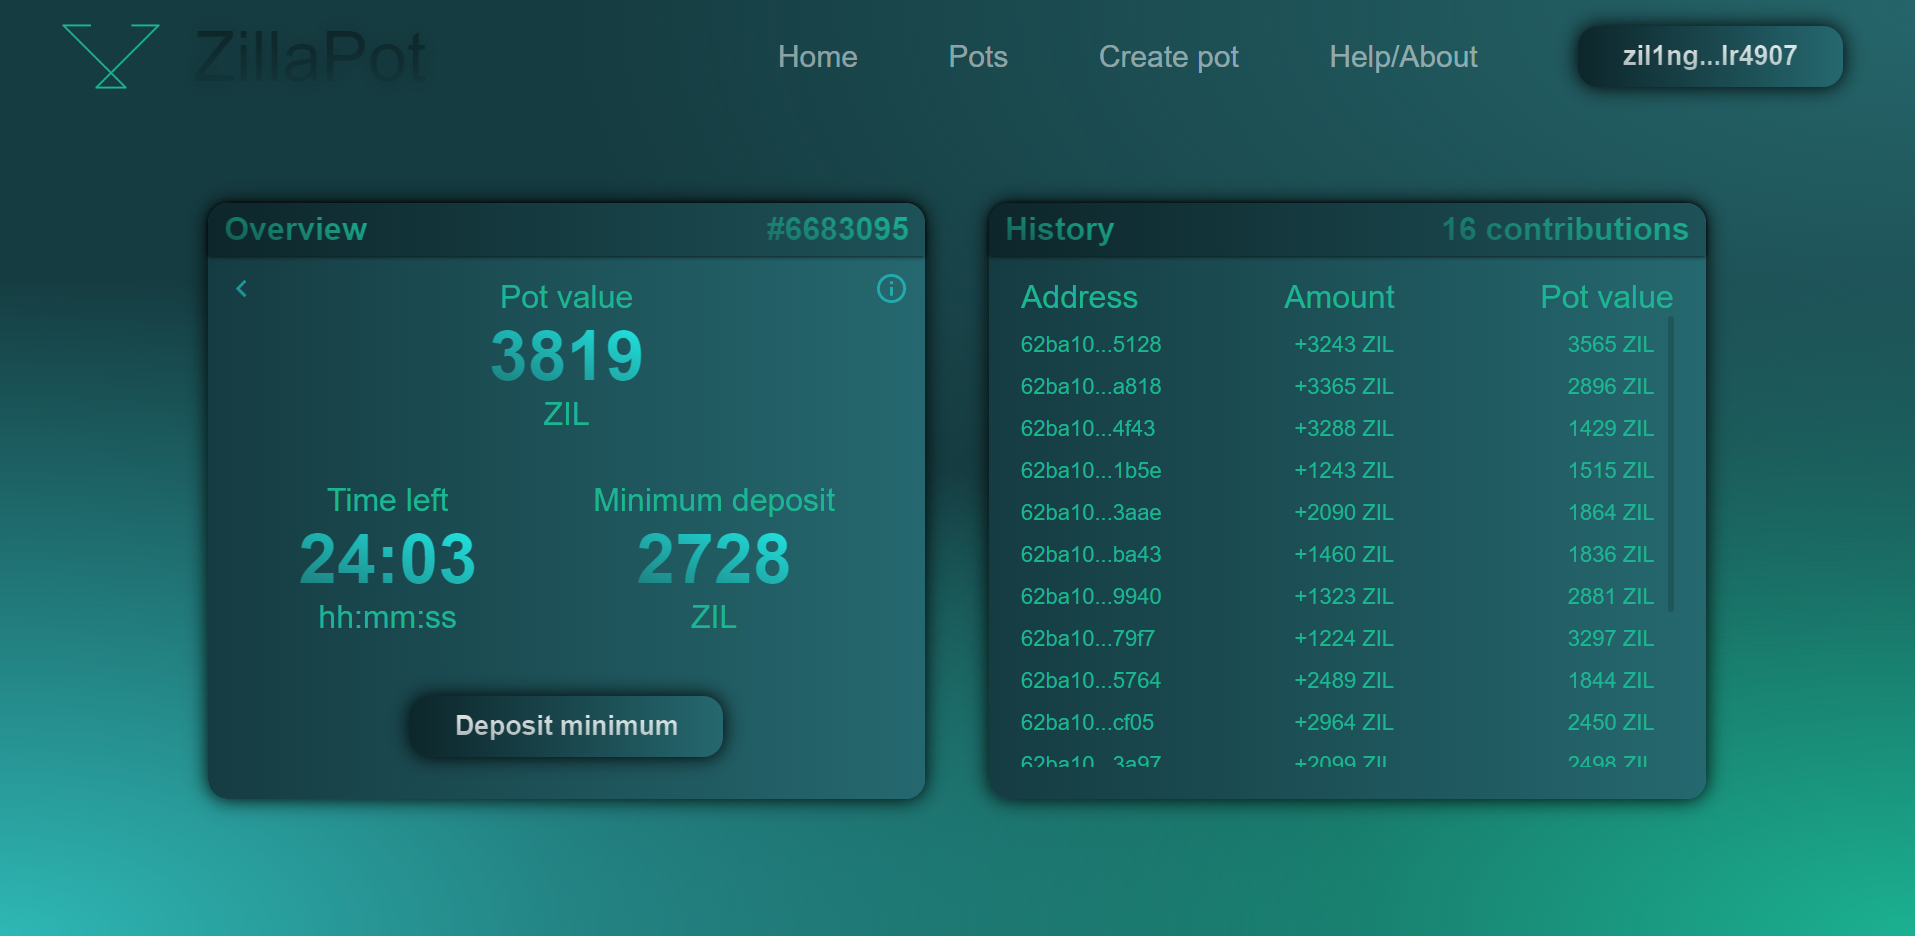 ZillaPot
Home Pots Create pot Help/About zil1ng...lr4907
Overview #6683095
Pot value
3819
ZIL
Time left Minimum deposit
24:03 2728
hh:mm:ss ZIL
Deposit minimum
History 16 contributions
Address Amount Pot value
62ba10...5128 +3243 ZIL 3565 ZIL
62ba10...a818 +3365 ZIL 2896 ZIL
62ba10...4f43 +3288 ZIL 1429 ZIL
62ba10...1b5e +1243 ZIL 1515 ZIL
62ba10...3aae +2090 ZIL 1864 ZIL
62ba10...ba43 +1460 ZIL 1836 ZIL
62ba10...9940 +1323 ZIL 2881 ZIL
62ba10...79f7 +1224 ZIL 3297 ZIL
62ba10...5764 +2489 ZIL 1844 ZIL
62ba10...cf05 +2964 ZIL 2450 ZIL
62ba10...3a97 +2099 ZIL 2498 ZIL